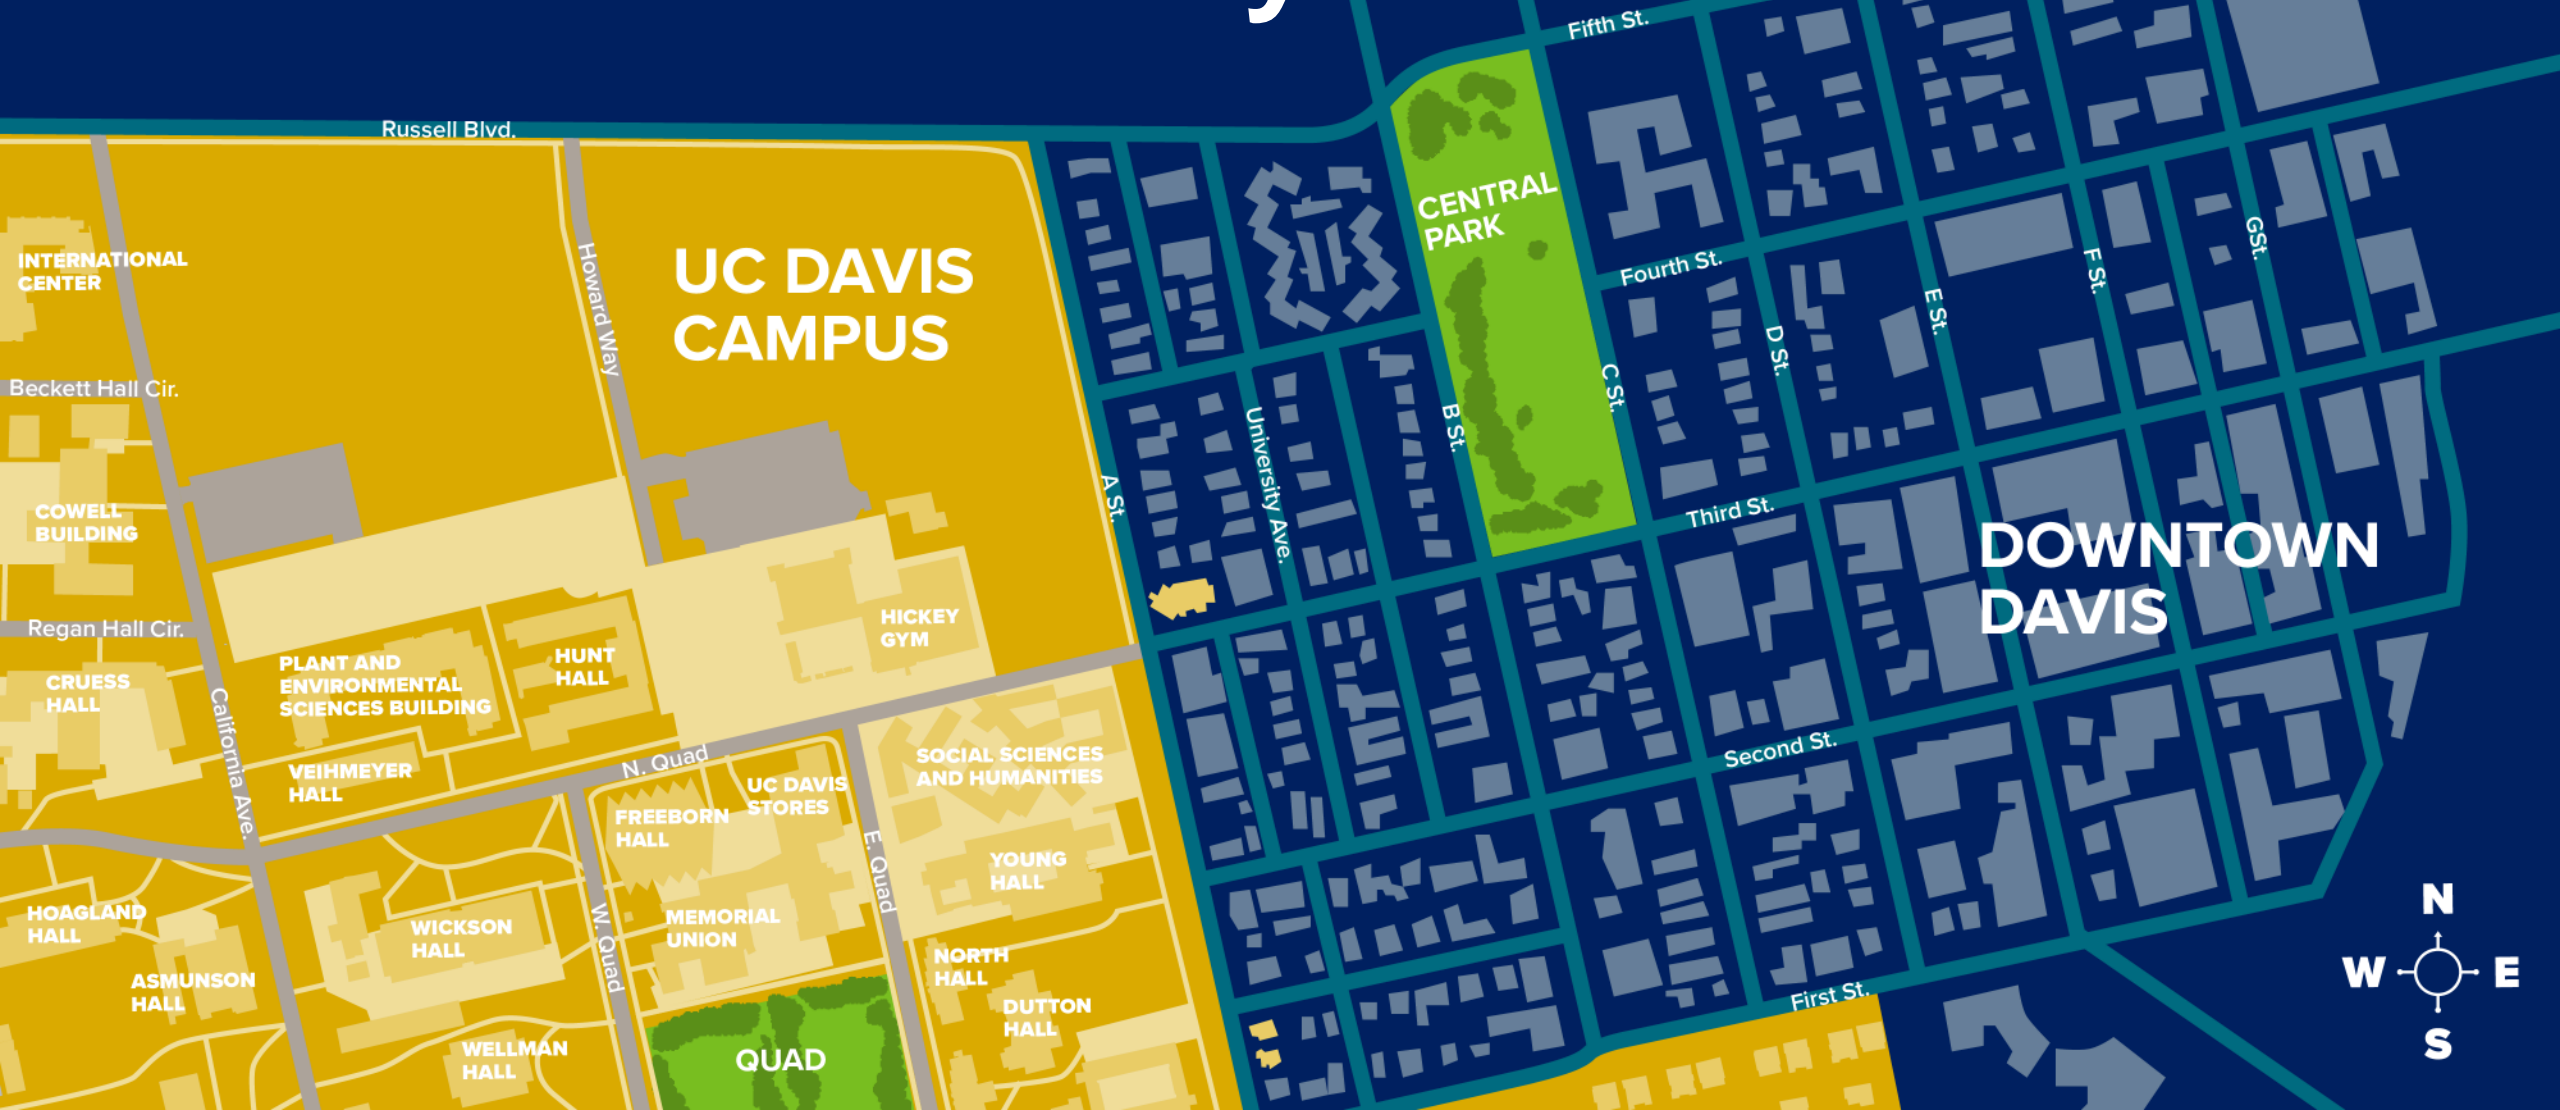 Fifth St.
Russell Blvd.
CENTRAL
PARK
INTERNATIONAL
CENTER
Howard Way
UC DAVIS
CAMPUS
Fourth St.
GSt.
F St.
E St.
D St.
C St.
B St.
University Ave.
A St.
Beckett Hall Cir.
COWELL
BUILDING
Third St.
DOWNTOWN
DAVIS
Regan Hall Cir.
HICKEY
GYM
HUNT
HALL
PLANT AND
ENVIRONMENTAL
SCIENCES BUILDING
CRUESS
HALL
California Ave.
VEIHMEYER
HALL
N. Quad
SOCIAL SCIENCES
AND HUMANITIES
Second St.
UC DAVIS
STORES
FREEBORN
HALL
E. Quad
YOUNG
HALL
HOAGLAND
HALL
WICKSON
HALL
W. Quad
MEMORIAL
UNION
NORTH
HALL
ASMUNSON
HALL
DUTTON
HALL
First St.
WELLMAN
HALL
QUAD
N
W E
S